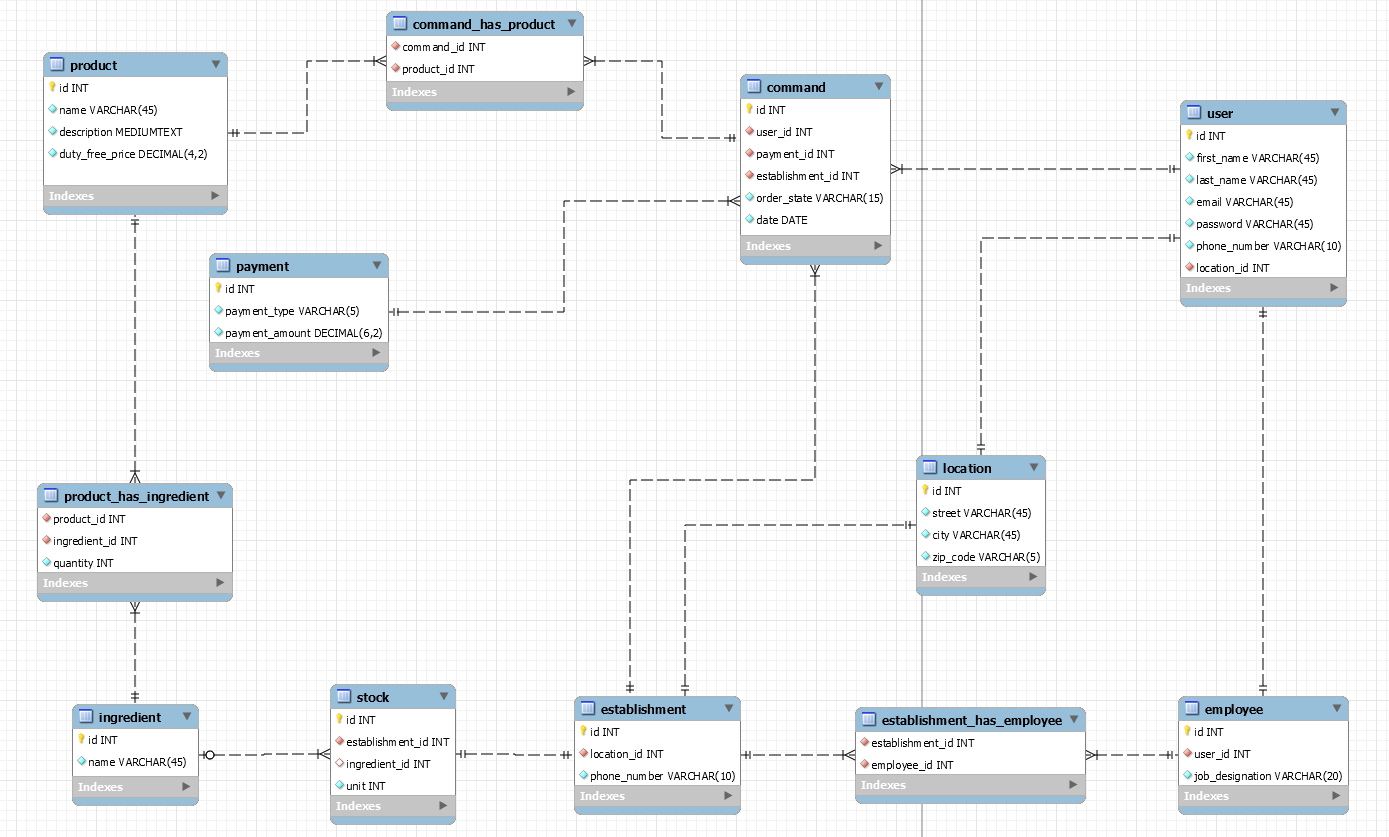 command_has_product
command_id INT
product_id INT
Indexes
product
id INT
name VARCHAR(45)
description MEDIUMTEXT
duty_free_price DECIMAL(4,2)
Indexes
command
id INT
user_id INT
payment_id INT
establishment_id INT
order_state VARCHAR(15)
date DATE
Indexes
user
id INT
first_name VARCHAR(45)
last_name VARCHAR(45)
email VARCHAR(45)
password VARCHAR(45)
phone_number VARCHAR(10)
location_id INT
Indexes
payment
id INT
payment_type VARCHAR(5)
payment_amount DECIMAL(6,2)
Indexes
location
id INT
street VARCHAR(45)
city VARCHAR(45)
zip_code VARCHAR(5)
Indexes
product_has_ingredient
product_id INT
ingredient_id INT
quantity INT
Indexes
ingredient
id INT
name VARCHAR(45)
Indexes
stock
id INT
establishment_id INT
ingredient_id INT
unit INT
Indexes
establishment
id INT
location_id INT
phone_number VARCHAR(10)
Indexes
establishment_has_employee
establishment_id INT
employee_id INT
Indexes
employee
id INT
user_id INT
job_designation VARCHAR(20)
Indexes